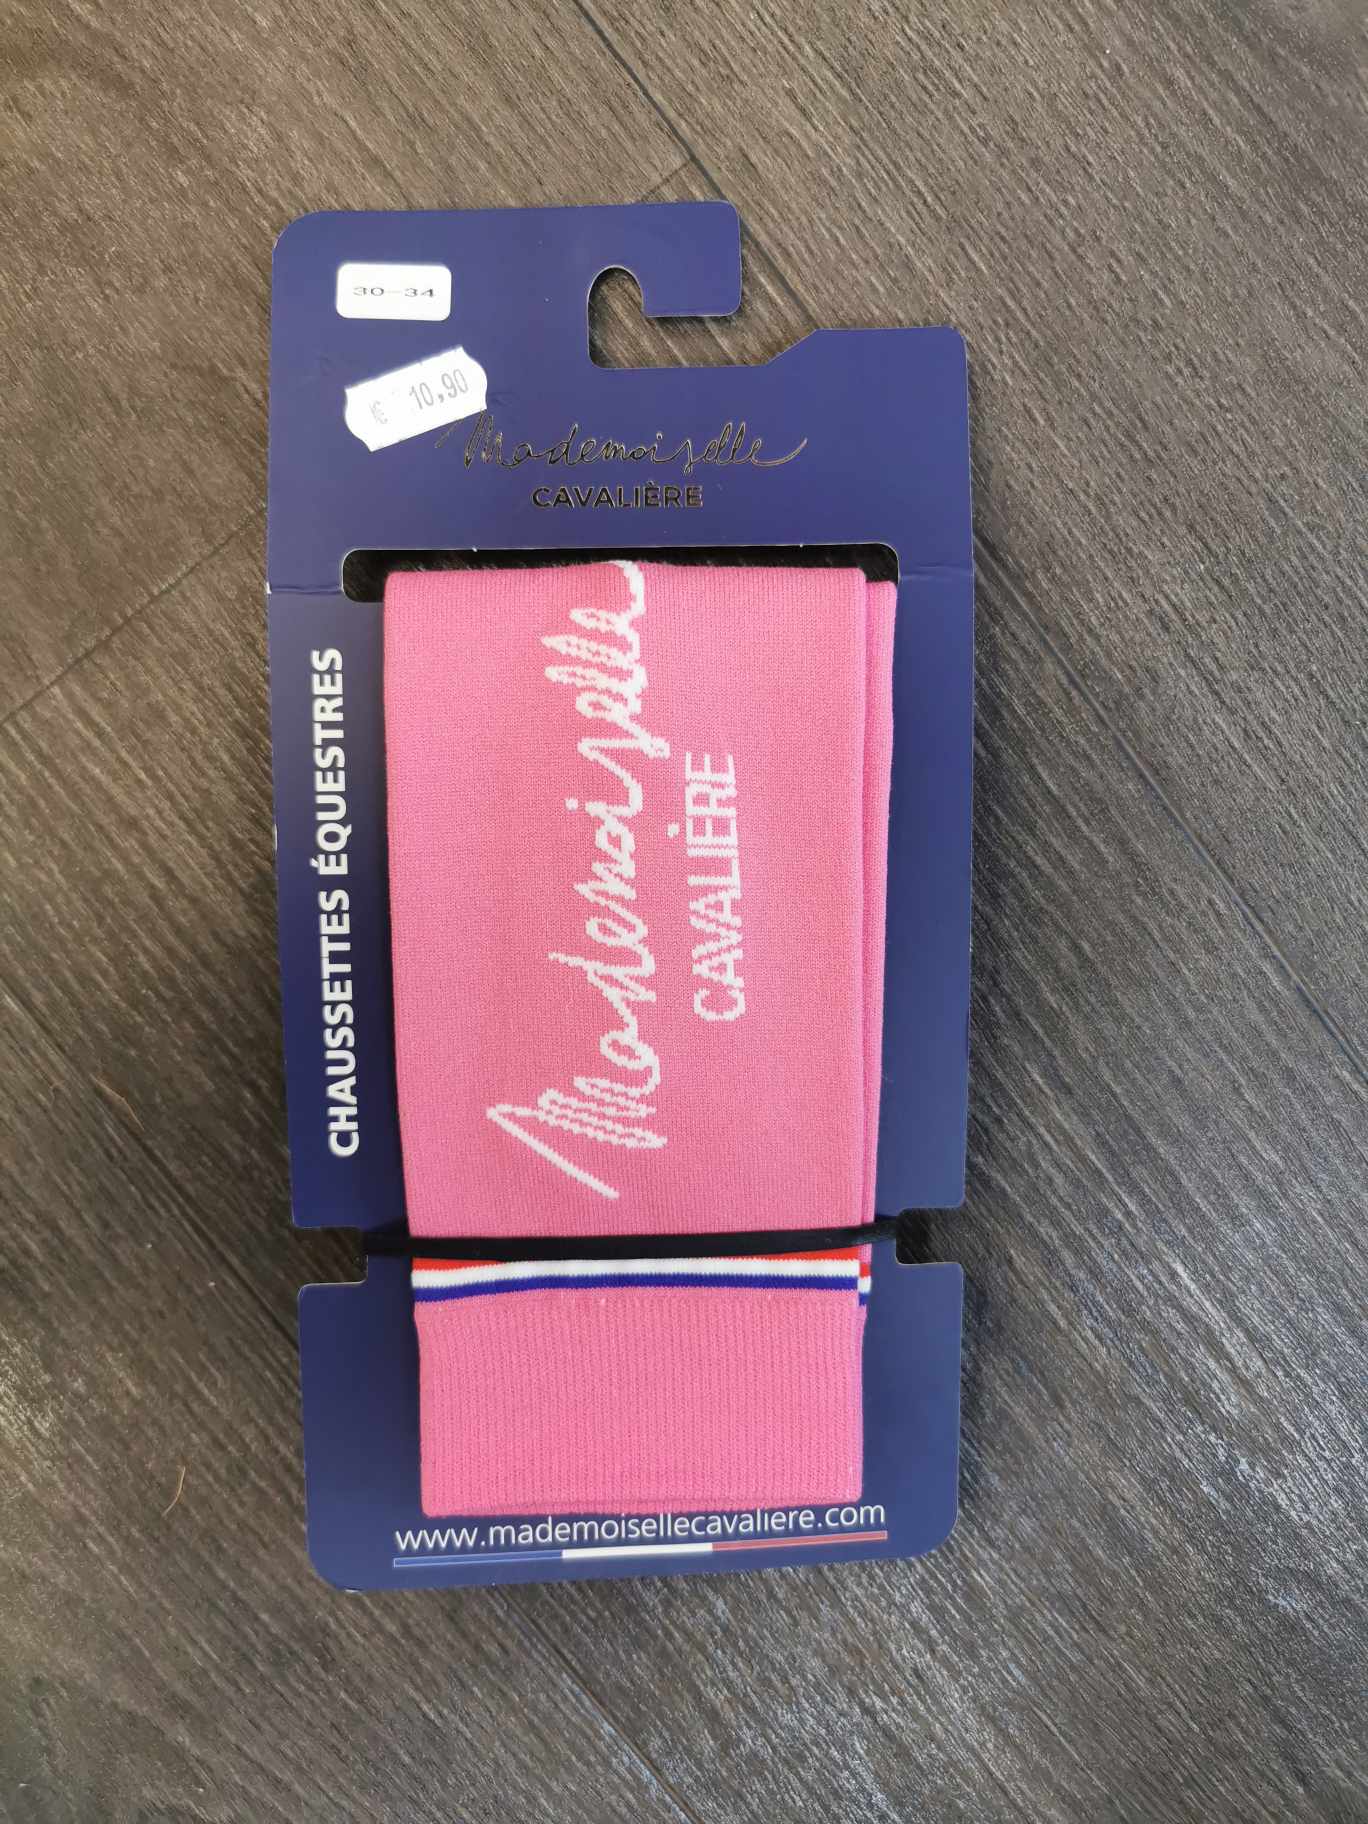 30-34
€ 10,90
Mademoiselle
CAVALIÈRE
CHAUSSETTES ÉQUESTRES
Mademoiselle
CAVALIÈRE
www.mademoisellecavaliere.com